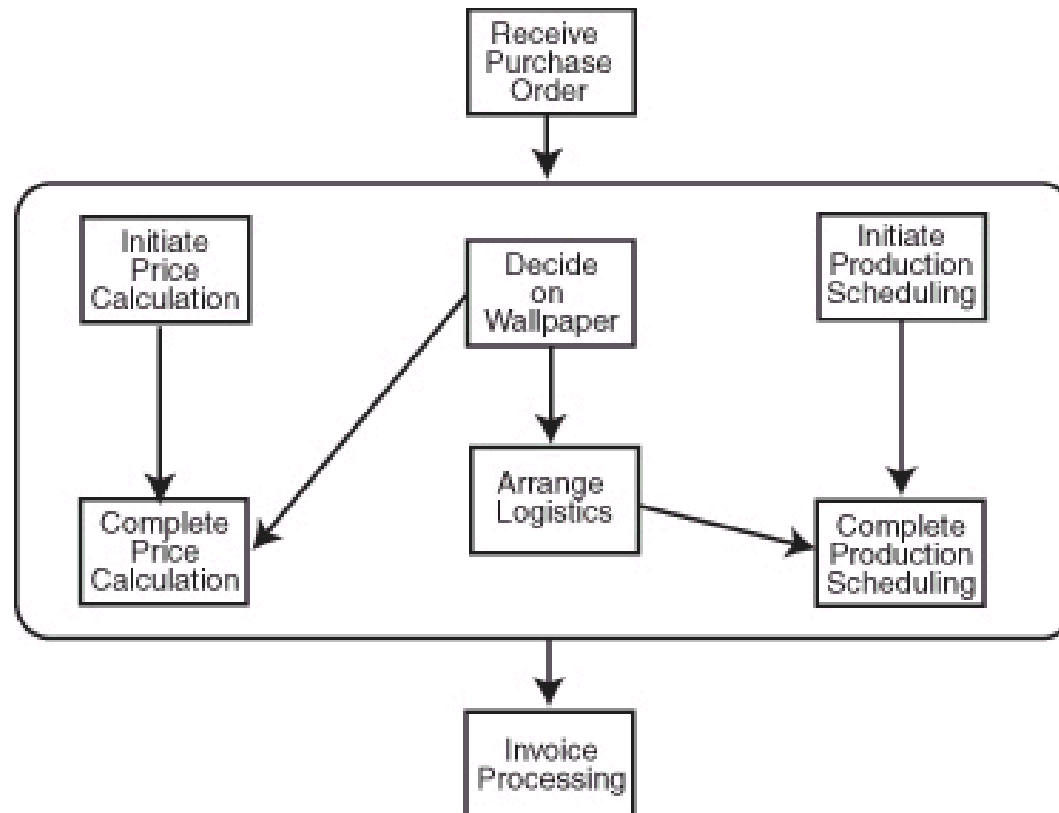 Receive
Purchase
Order
Initiate
Price
Calculation
Decide
on
Wallpaper
Initiate
Production
Scheduling
Complete
Price
Calculation
Arrange
Logistics
Complete
Production
Scheduling
Invoice
Processing